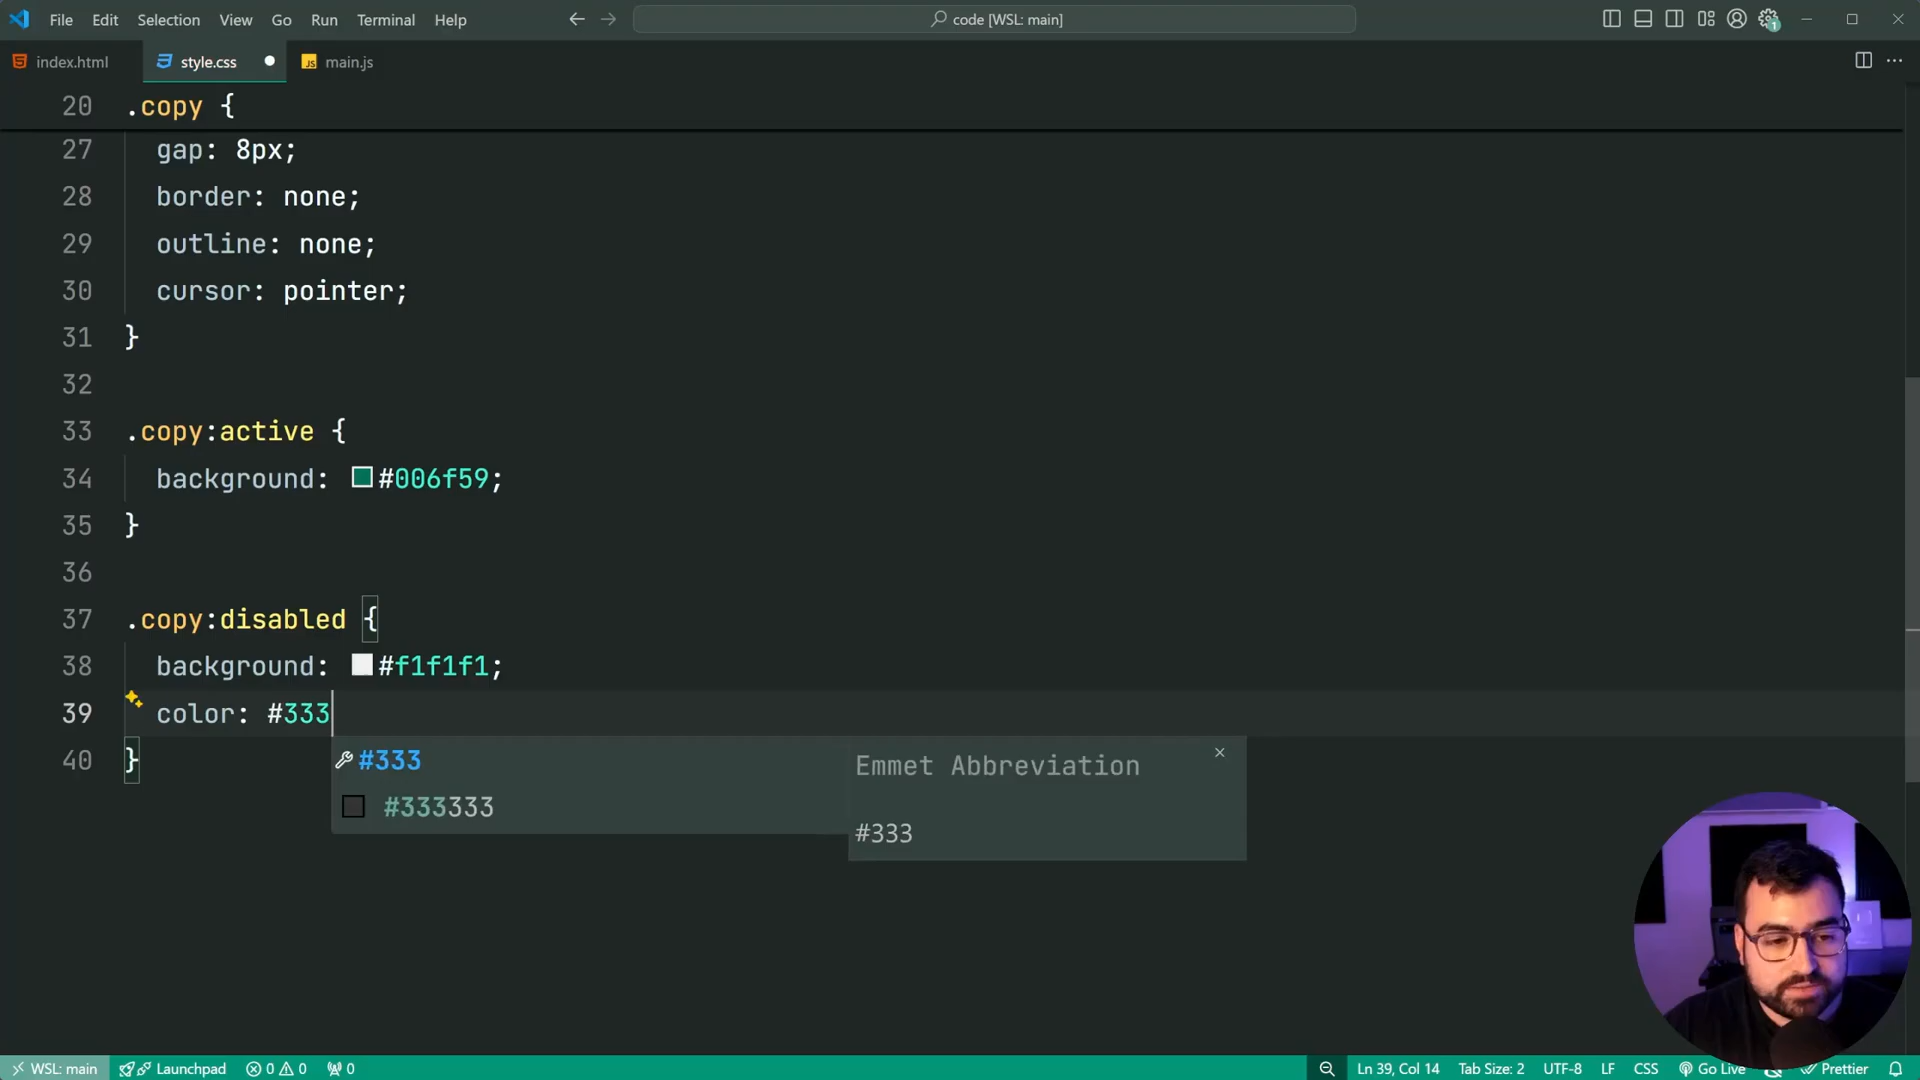 File Edit Selection View Go Run Terminal Help
code [WSL: main]
1
index.html style.css main.js
20 .copy {
27 gap: 8px;
28 border: none;
29 outline: none;
30 cursor: pointer;
31 }
32
33 .copy:active {
34 background: #006f59;
35 }
36
37 .copy:disabled {
38 background: #f1f1f1;
39 color: #333
40 }
#333
#333333
Emmet Abbreviation
#333
WSL: main Launchpad 0 0 0 Ln 39, Col 14 Tab Size: 2 UTF-8 LF CSS Go Live Prettier